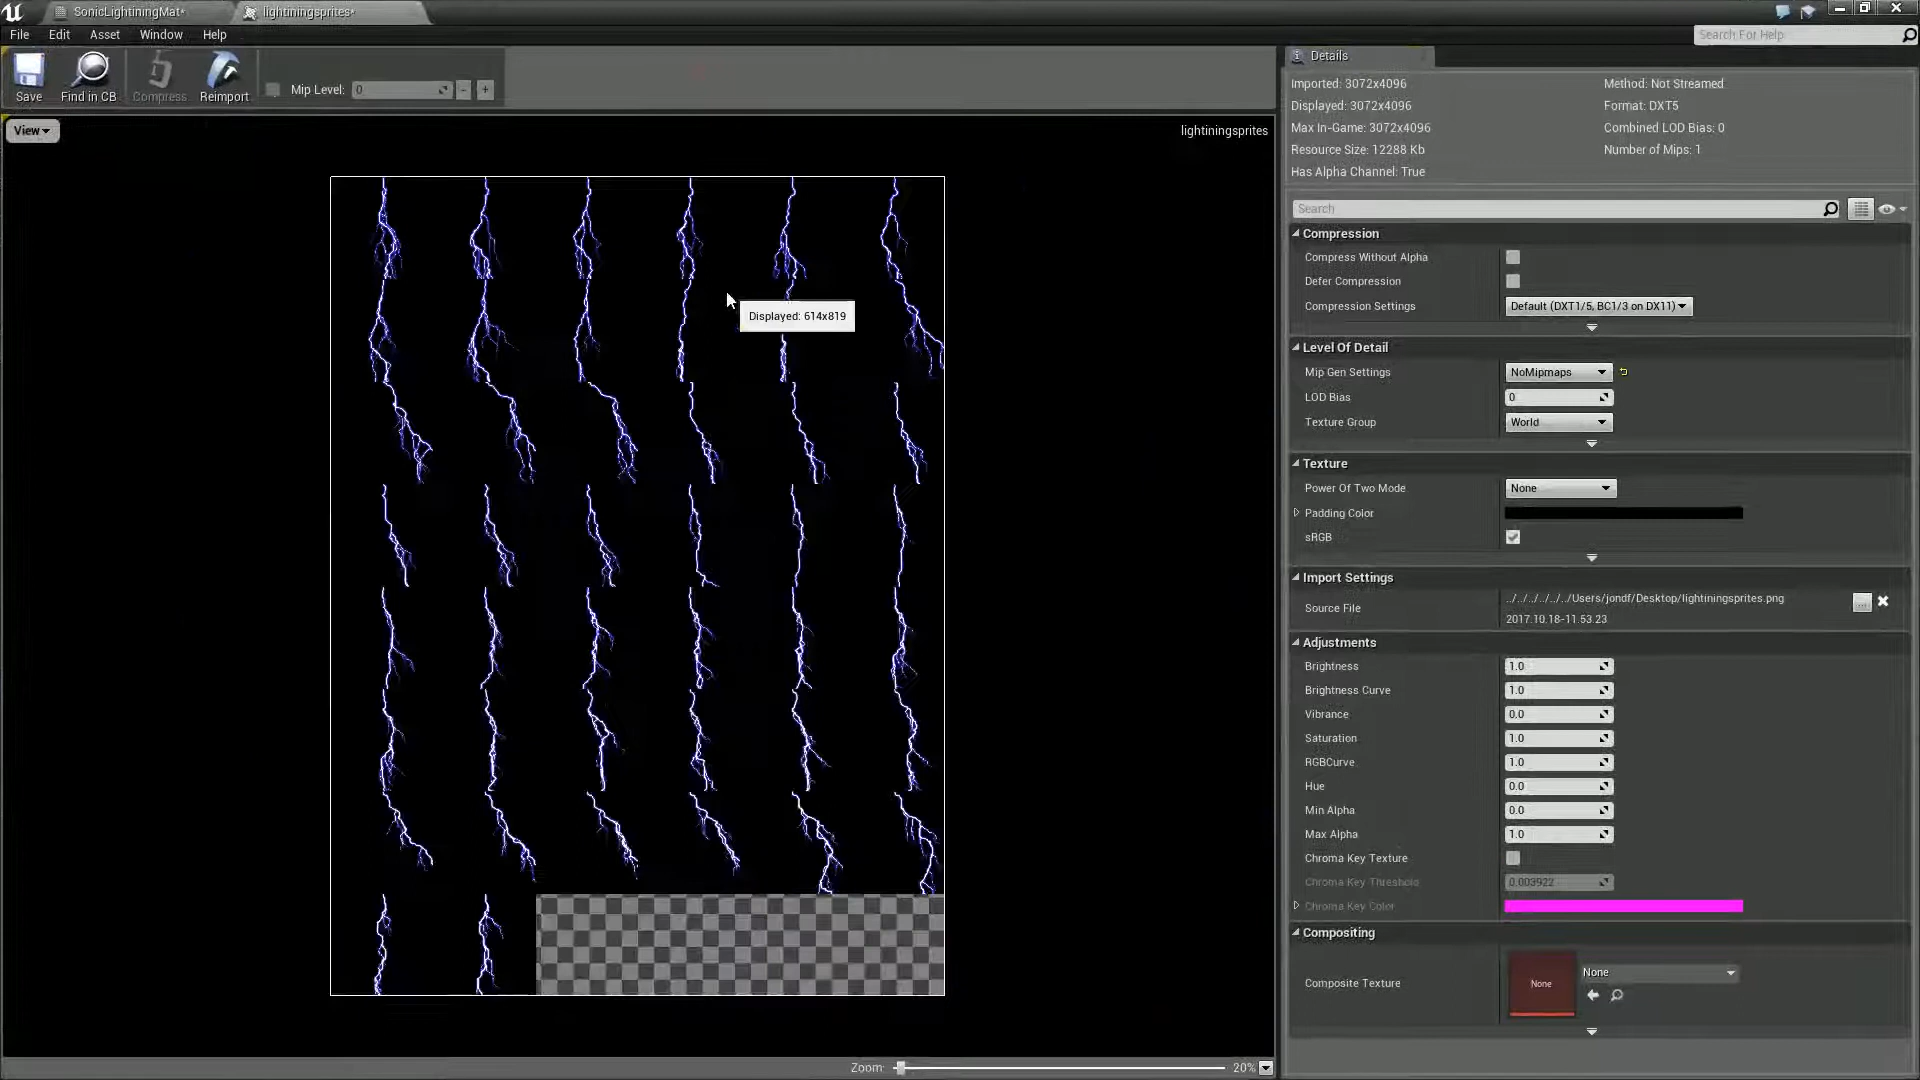 SonicLightiningMat*
lightiningsprites*
File Edit Asset Window Help
Search For Help
Save
Find in CB
Compress
Reimport
Mip Level: 0
- +
View
lightiningsprites
Displayed: 614x819
Zoom: 20%
Details
Imported: 3072x4096
Method: Not Streamed
Displayed: 3072x4096
Format: DXT5
Max In-Game: 3072x4096
Combined LOD Bias: 0
Resource Size: 12288 Kb
Number of Mips: 1
Has Alpha Channel: True
Search
Compression
Compress Without Alpha
Defer Compression
Compression Settings Default (DXT1/5, BC1/3 on DX11)
Level Of Detail
Mip Gen Settings NoMipmaps
LOD Bias 0
Texture Group World
Texture
Power Of Two Mode None
Padding Color
sRGB
Import Settings
Source File ../../../../../../Users/jondf/Desktop/lightiningsprites.png
2017.10.18-11.53.23
...
Adjustments
Brightness 1.0
Brightness Curve 1.0
Vibrance 0.0
Saturation 1.0
RGBCurve 1.0
Hue 0.0
Min Alpha 0.0
Max Alpha 1.0
Chroma Key Texture
Chroma Key Threshold 0.003922
Chroma Key Color
Compositing
Composite Texture None None